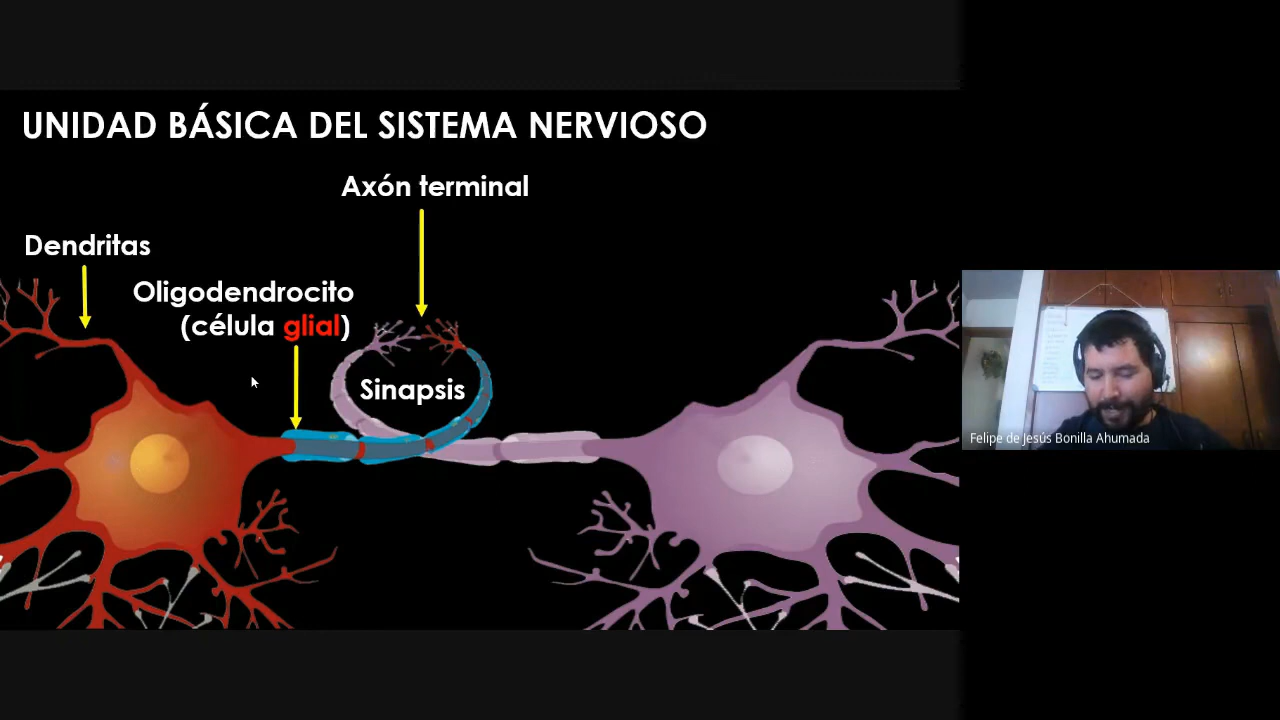 UNIDAD BÁSICA DEL SISTEMA NERVIOSO
Axón terminal
Dendritas
Oligodendrocito
(célula glial)
Sinapsis
Felipe de Jesús Bonilla Ahumada